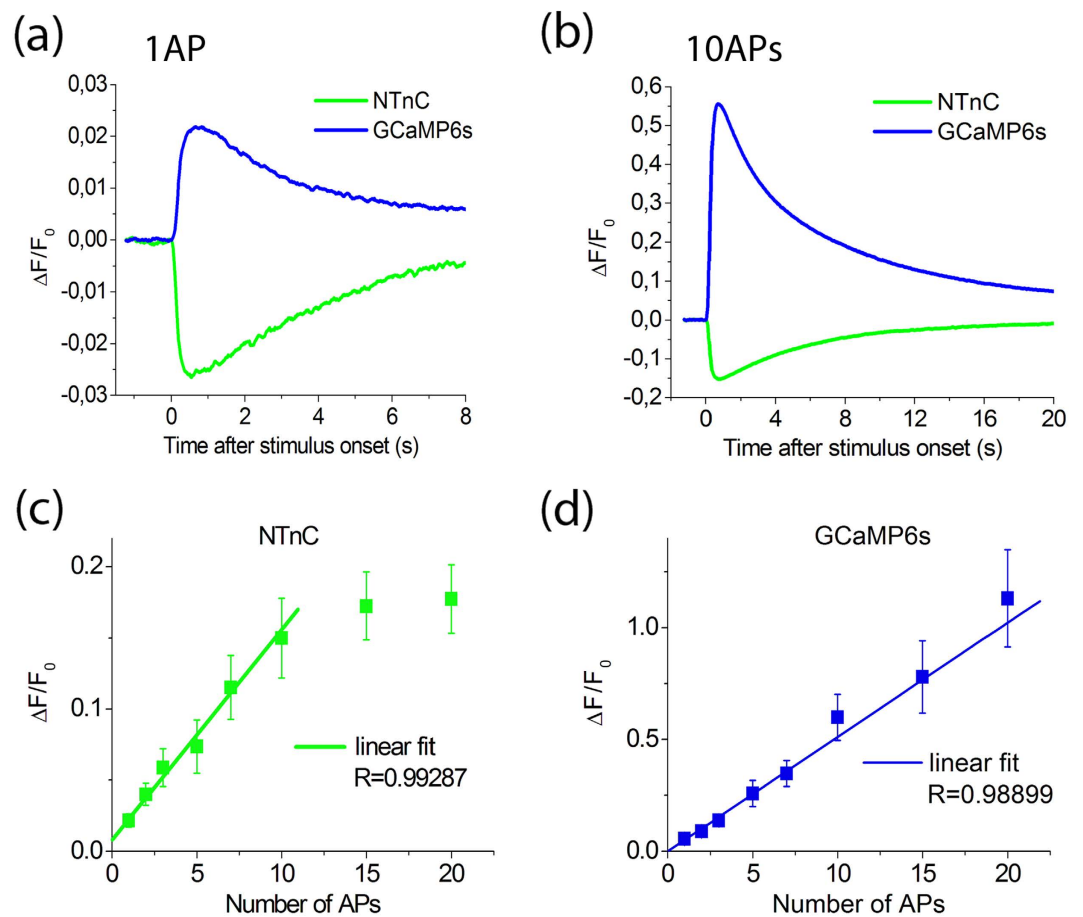 (a)
1AP
0,03
0,02
0,01
0,00
-0,01
-0,02
-0,03
ΔF/F0
NTnC
GCaMP6s
0 2 4 6 8
Time after stimulus onset (s)
(b)
10APs
0,6
0,5
0,4
0,3
0,2
0,1
0,0
-0,1
-0,2
ΔF/F0
NTnC
GCaMP6s
0 4 8 12 16 20
Time after stimulus onset (s)
(c)
NTnC
0.2
0.1
0.0
ΔF/F0
linear fit
R=0.99287
0 5 10 15 20
Number of APs
(d)
GCaMP6s
1.0
0.5
0.0
ΔF/F0
linear fit
R=0.98899
0 5 10 15 20
Number of APs